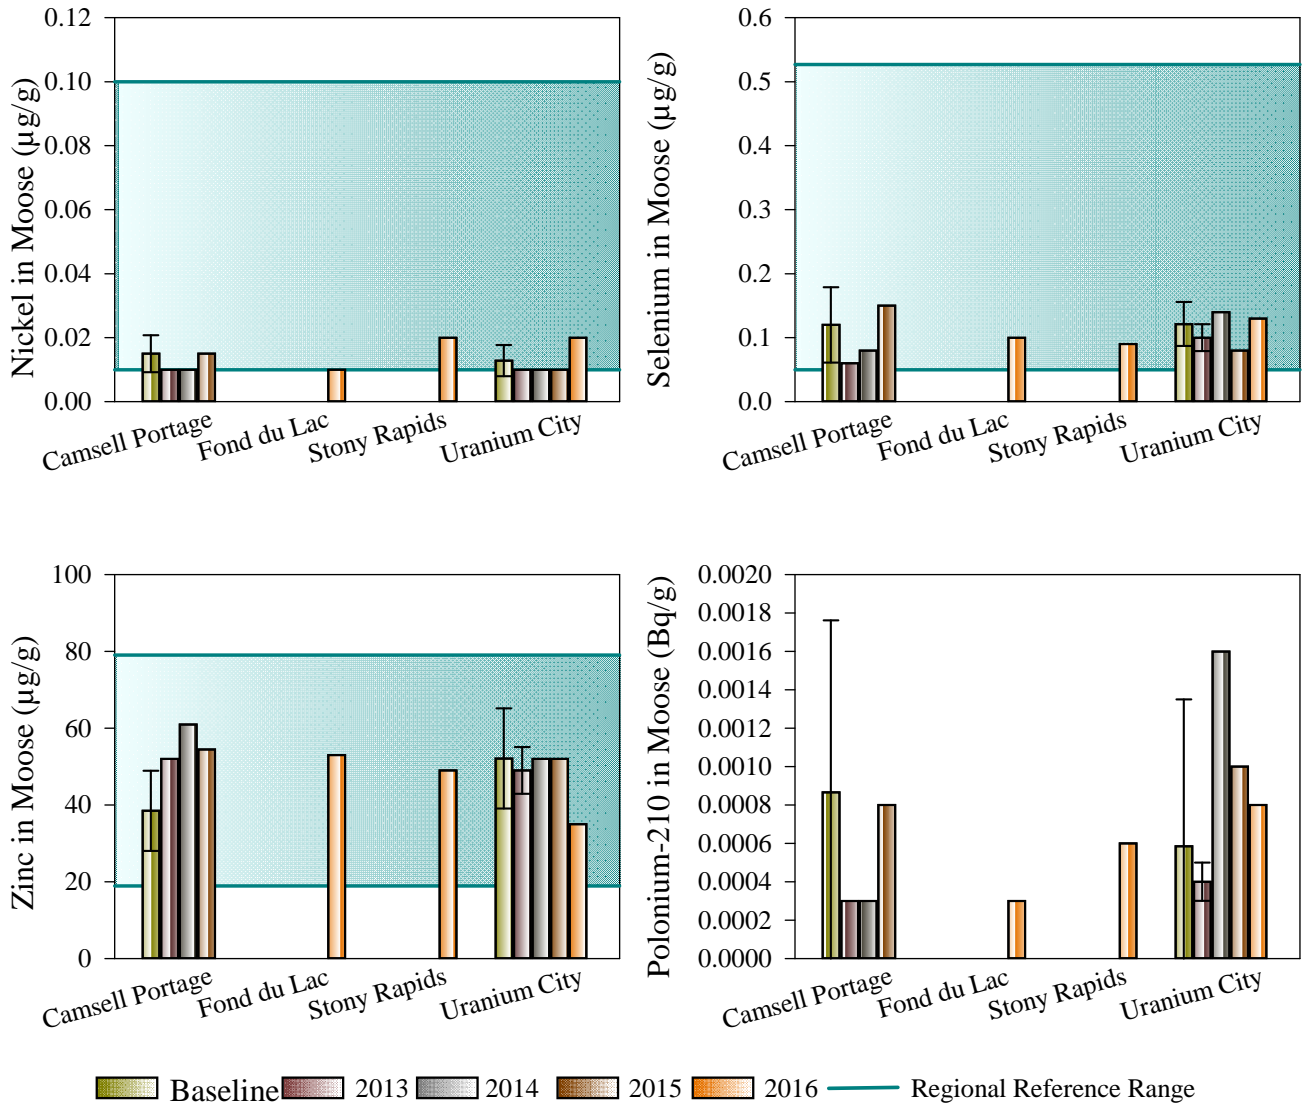 Nickel in Moose (µg/g)
0.12
0.10
0.08
0.06
0.04
0.02
0.00
Camsell Portage
Fond du Lac
Stony Rapids
Uranium City
Selenium in Moose (µg/g)
0.6
0.5
0.4
0.3
0.2
0.1
0.0
Camsell Portage
Fond du Lac
Stony Rapids
Uranium City
Zinc in Moose (µg/g)
100
80
60
40
20
0
Camsell Portage
Fond du Lac
Stony Rapids
Uranium City
Polonium-210 in Moose (Bq/g)
0.0020
0.0018
0.0016
0.0014
0.0012
0.0010
0.0008
0.0006
0.0004
0.0002
0.0000
Camsell Portage
Fond du Lac
Stony Rapids
Uranium City
Baseline 2013 2014 2015 2016 Regional Reference Range